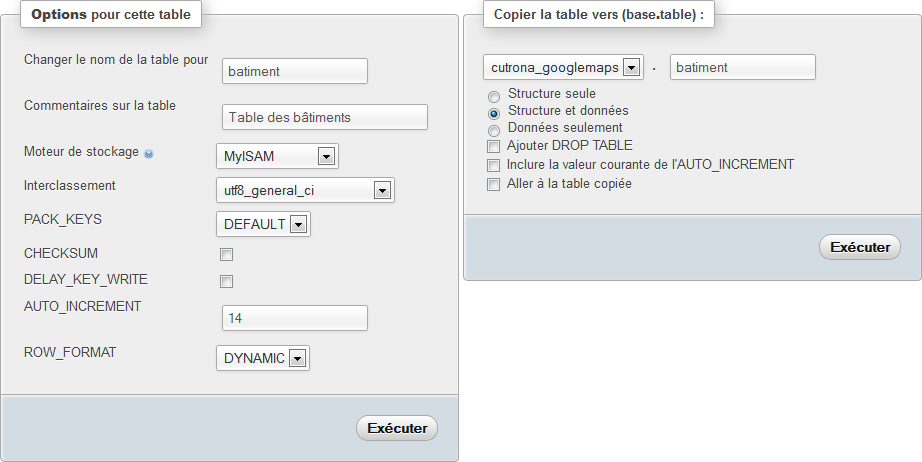 Options pour cette table
Changer le nom de la table pour
batiment
Commentaires sur la table
Table des bâtiments
Moteur de stockage
MyISAM
Interclassement
utf8_general_ci
PACK_KEYS
DEFAULT
CHECKSUM
DELAY_KEY_WRITE
AUTO_INCREMENT
14
ROW_FORMAT
DYNAMIC
Exécuter
Copier la table vers (base.table) :
cutrona_googlemaps . batiment
Structure seule
Structure et données
Données seulement
Ajouter DROP TABLE
Inclure la valeur courante de l'AUTO_INCREMENT
Aller à la table copiée
Exécuter